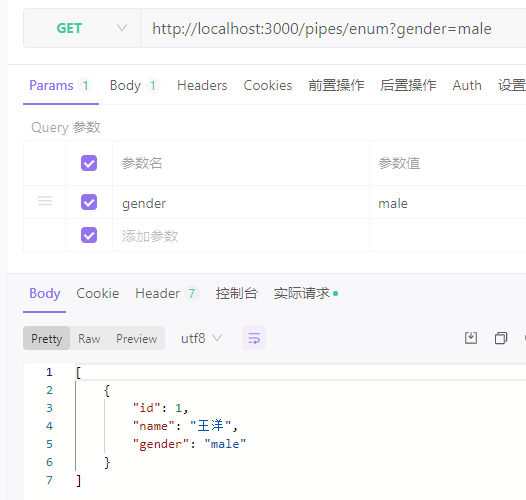 GET http://localhost:3000/pipes/enum?gender=male
Params 1 Body 1 Headers Cookies 前置操作 后置操作 Auth 设置
Query 参数
参数名 参数值
gender male
添加参数
Body Cookie Header 7 控制台 实际请求
Pretty Raw Preview utf8
1 [
2 {
3 "id": 1,
4 "name": "王洋",
5 "gender": "male"
6 }
7 ]